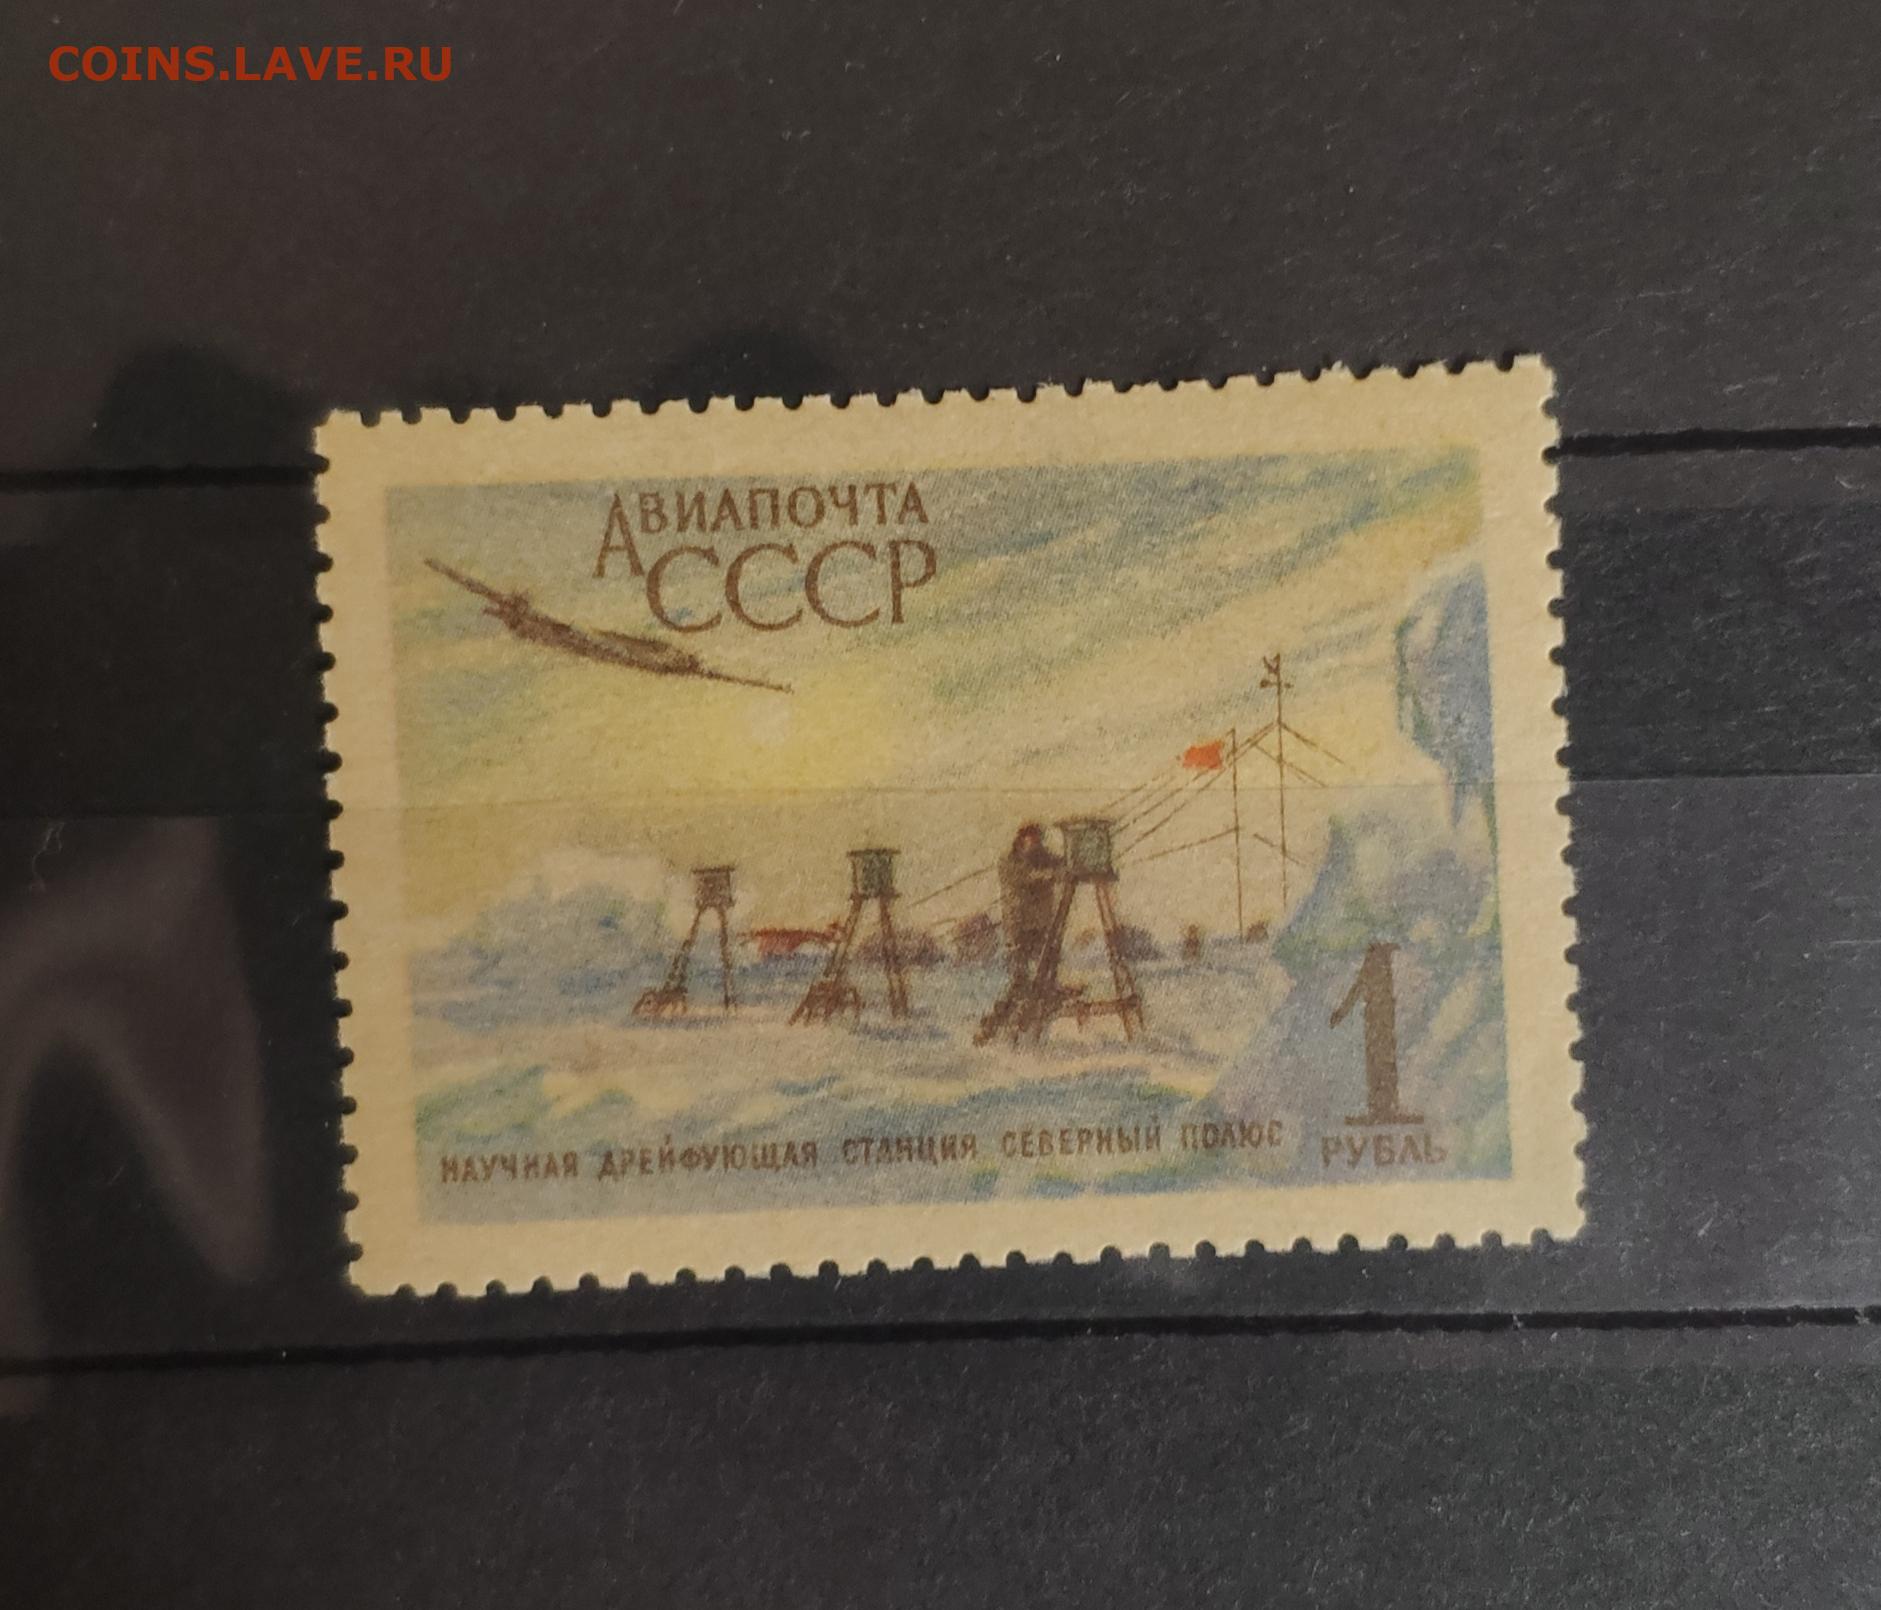 COINS.LAVE.RU
АВИАПОЧТА
СССР
1
РУБЛЬ
НАУЧНАЯ ДРЕЙФУЮЩАЯ СТАНЦИЯ СЕВЕРНЫЙ ПОЛЮС